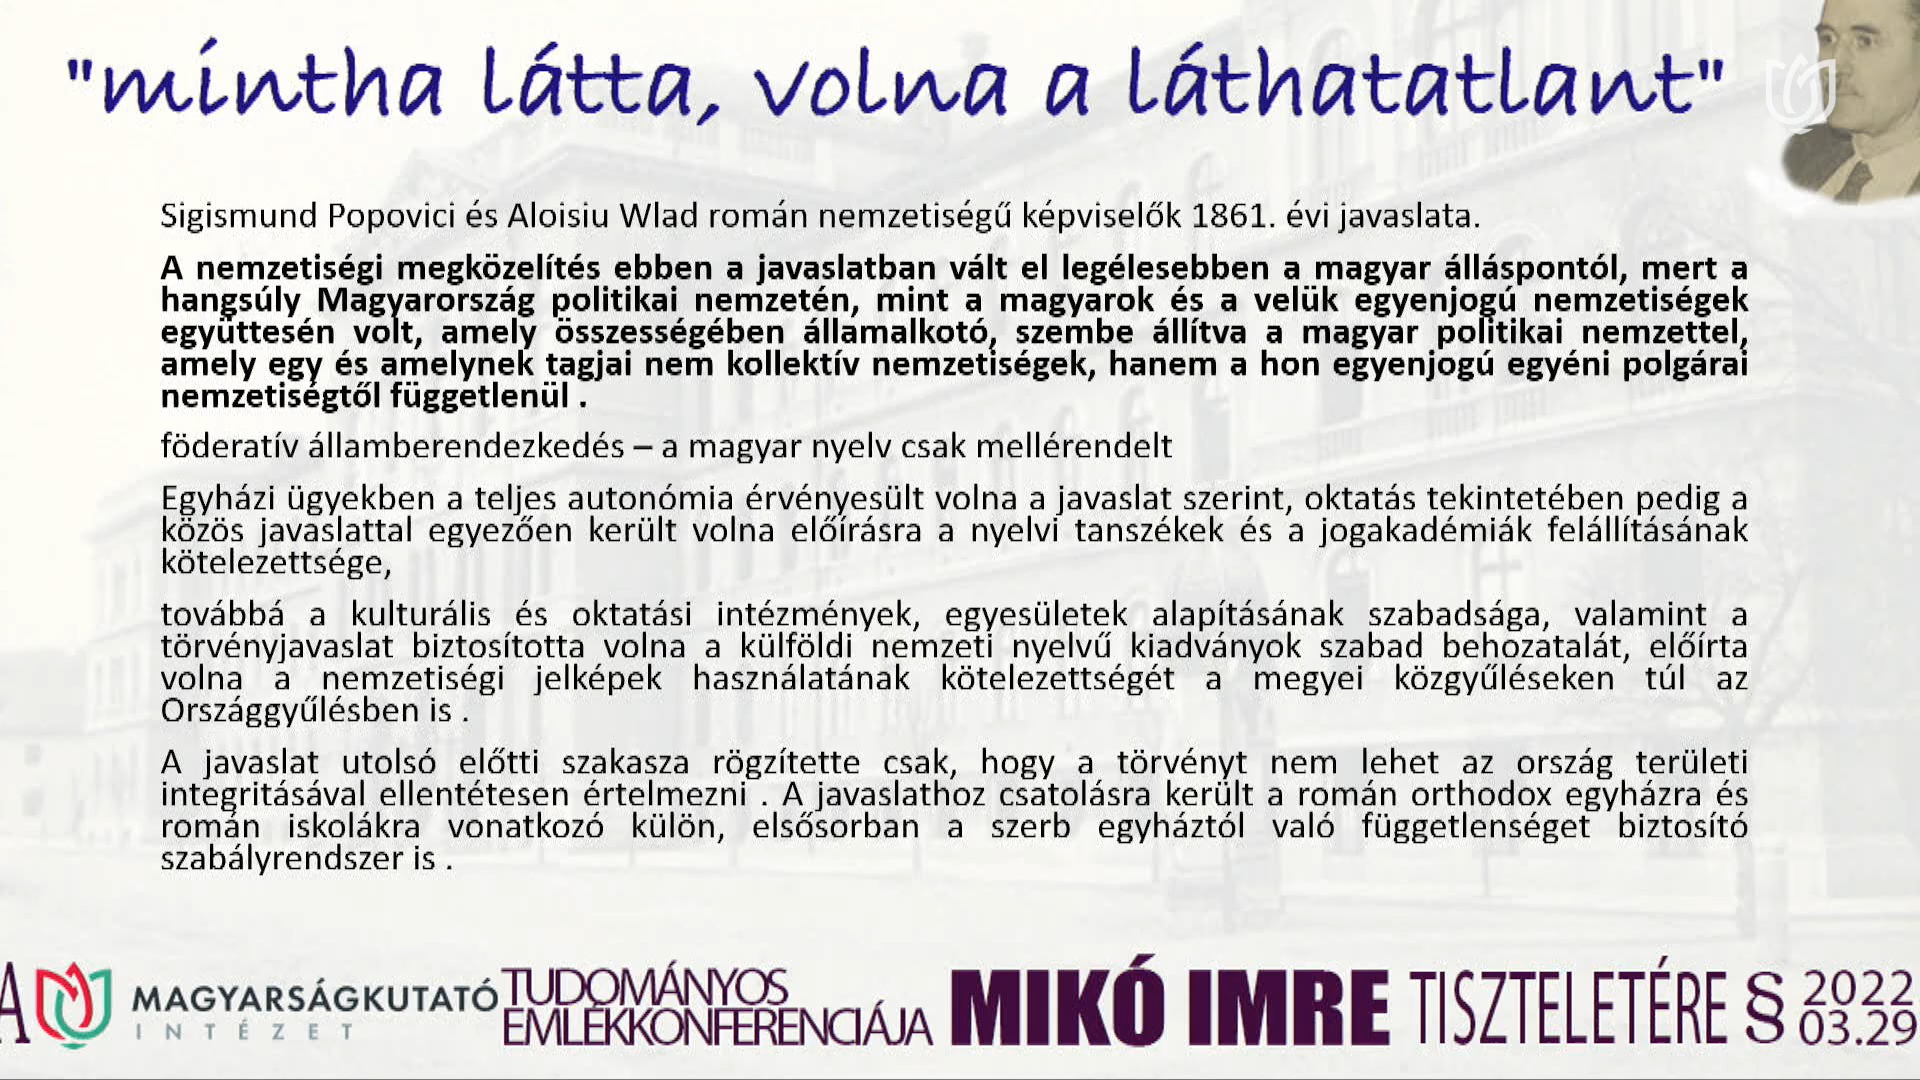 "mintha látta, volna a láthatatlant"
Sigismund Popovici és Aloisiu Wlad román nemzetiségű képviselők 1861. évi javaslata.
A nemzetiségi megközelítés ebben a javaslatban vált el legélesebben a magyar állásponttól, mert a
hangsúly Magyarország politikai nemzetén, mint a magyarok és a velük egyenjogú nemzetiségek
együttesén volt, amely összességében államalkotó, szembe állítva a magyar politikai nemzettel,
amely egy és amelynek tagjai nem kollektív nemzetiségek, hanem a hon egyenjogú egyéni polgárai
nemzetiségtől függetlenül .
föderatív államberendezkedés – a magyar nyelv csak mellérendelt
Egyházi ügyekben a teljes autonómia érvényesült volna a javaslat szerint, oktatás tekintetében pedig a
közös javaslattal egyezően került volna előírásra a nyelvi tanszékek és a jogakadémiák felállításának
kötelezettsége,
továbbá a kulturális és oktatási intézmények, egyesületek alapításának szabadsága, valamint a
törvényjavaslat biztosította volna a külföldi nemzeti nyelvű kiadványok szabad behozatalát, előírta
volna a nemzetiségi jelképek használatának kötelezettségét a megyei közgyűléseken túl az
Országgyűlésben is .
A javaslat utolsó előtti szakasza rögzítette csak, hogy a törvényt nem lehet az ország területi
integritásával ellentétesen értelmezni . A javaslathoz csatolásra került a román orthodox egyházra és
román iskolákra vonatkozó külön, elsősorban a szerb egyháztól való függetlenséget biztosító
szabályrendszer is .
A MAGYARSÁGKUTATÓ
INTÉZET
TUDOMÁNYOS
EMLÉKKONFERENCIÁJA
MIKÓ IMRE TISZTELETÉRE §
2022
03.29